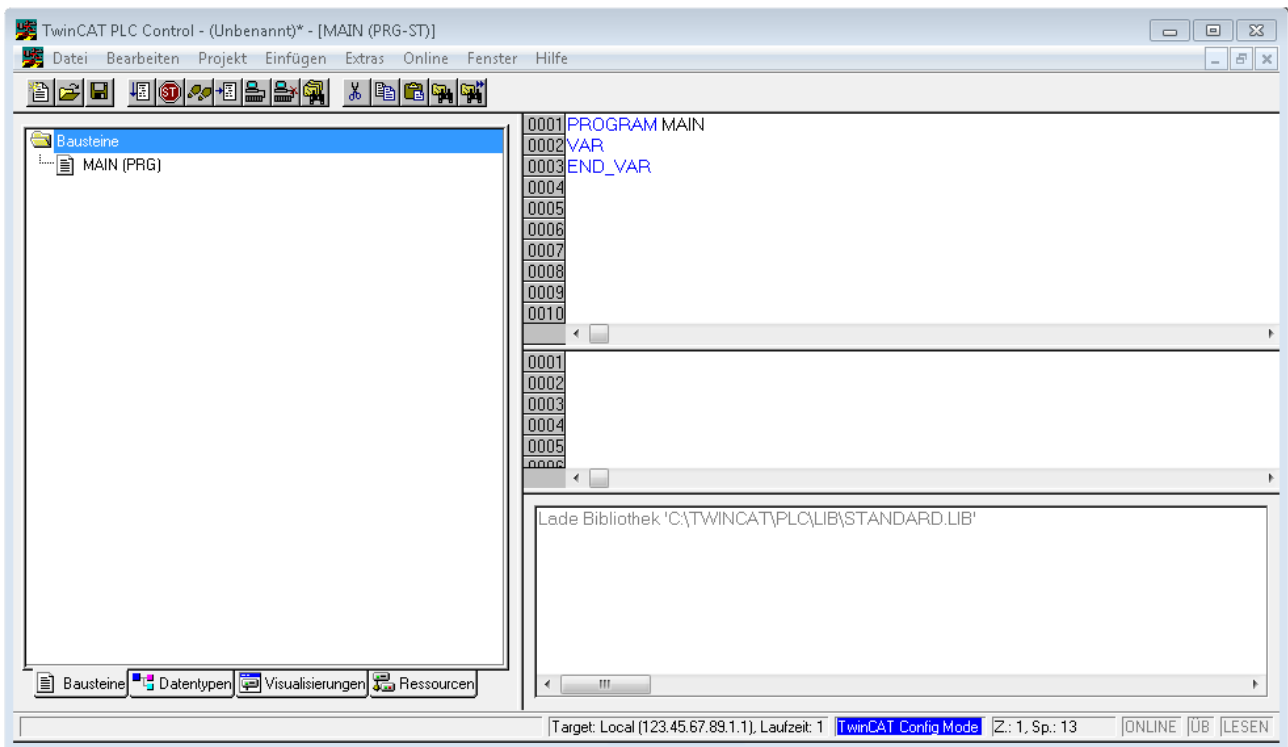 TwinCAT PLC Control - (Unbenannt)* - [MAIN (PRG-ST)]
Datei Bearbeiten Projekt Einfügen Extras Online Fenster Hilfe
Bausteine
MAIN (PRG)
0001 PROGRAM MAIN
0002 VAR
0003 END_VAR
0004
0005
0006
0007
0008
0009
0010
0001
0002
0003
0004
0005
0006
Lade Bibliothek 'C:\TWINCAT\PLC\LIB\STANDARD.LIB'
Bausteine Datentypen Visualisierungen Ressourcen
Target: Local (123.45.67.89.1.1), Laufzeit: 1 TwinCAT Config Mode Z.: 1, Sp.: 13 ONLINE ÜB LESEN